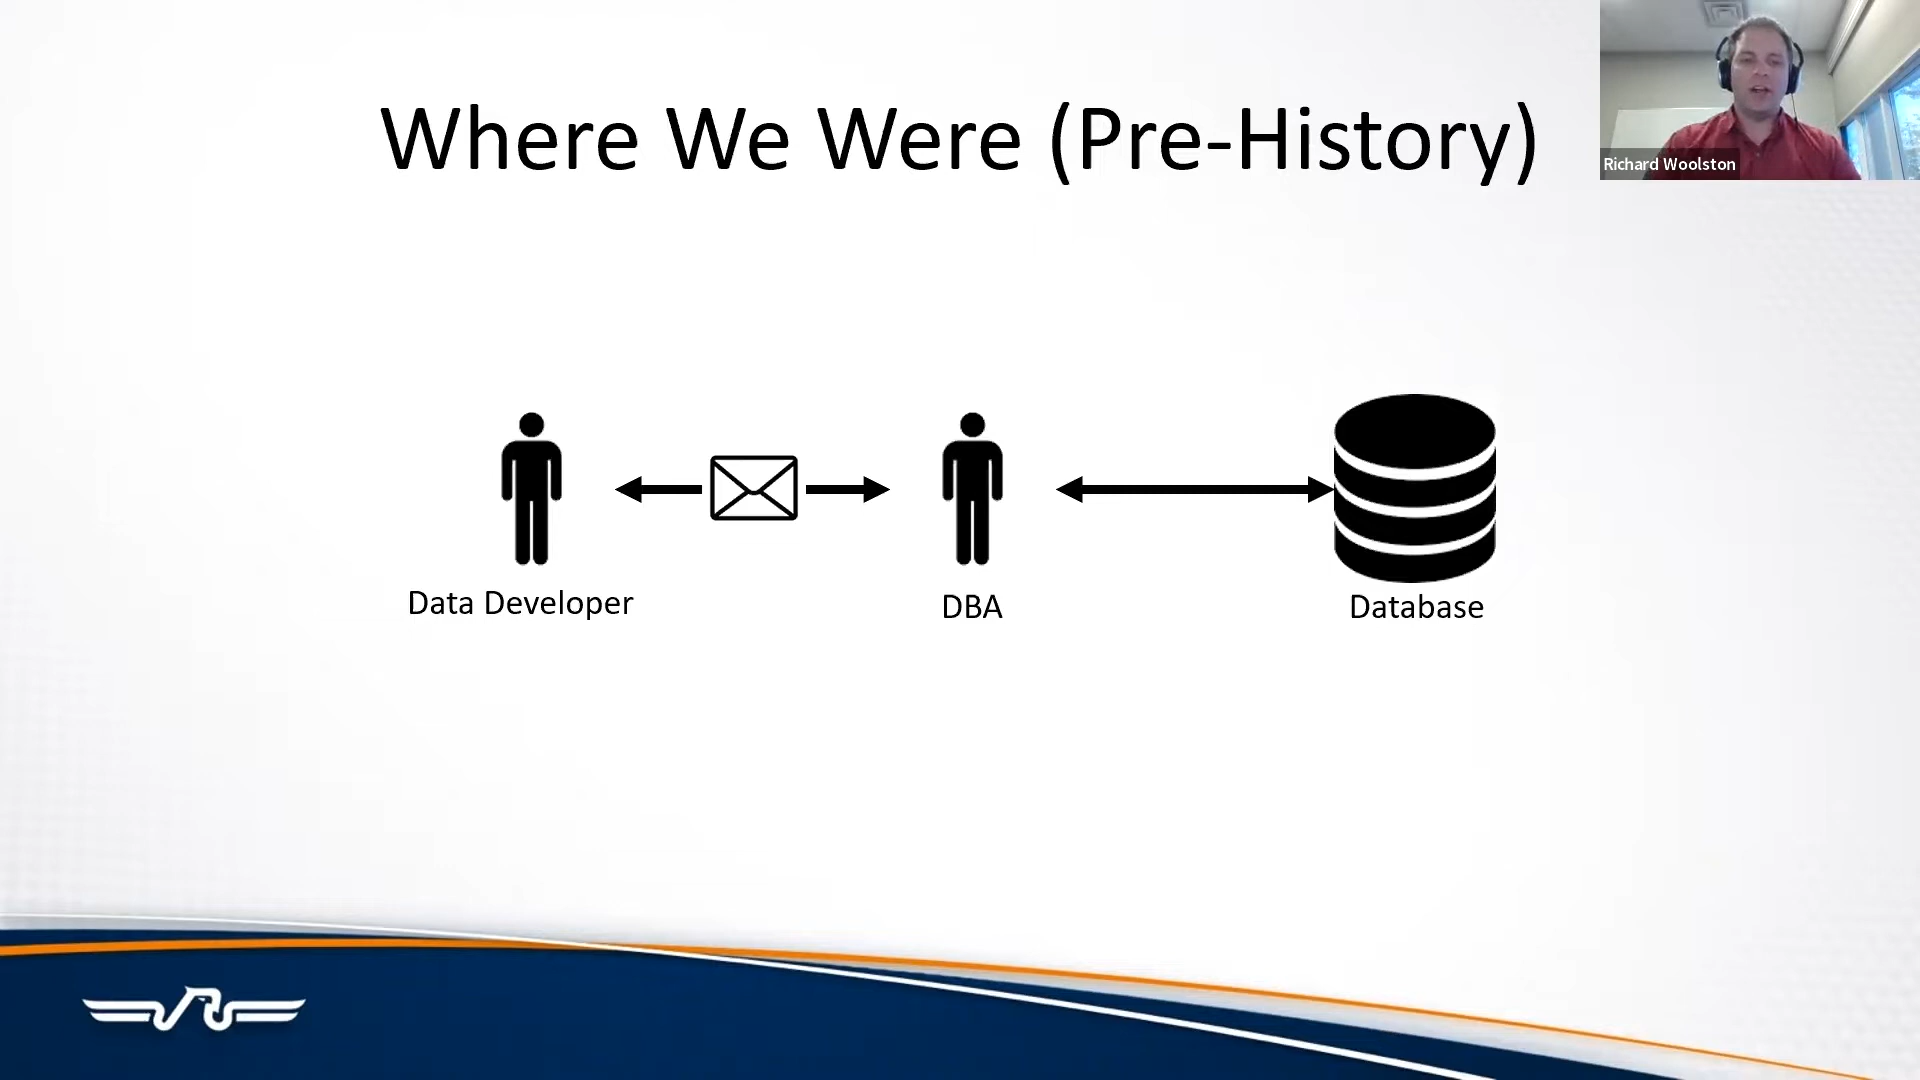 Where We Were (Pre-History)
Richard Woolston
Data Developer
DBA
Database